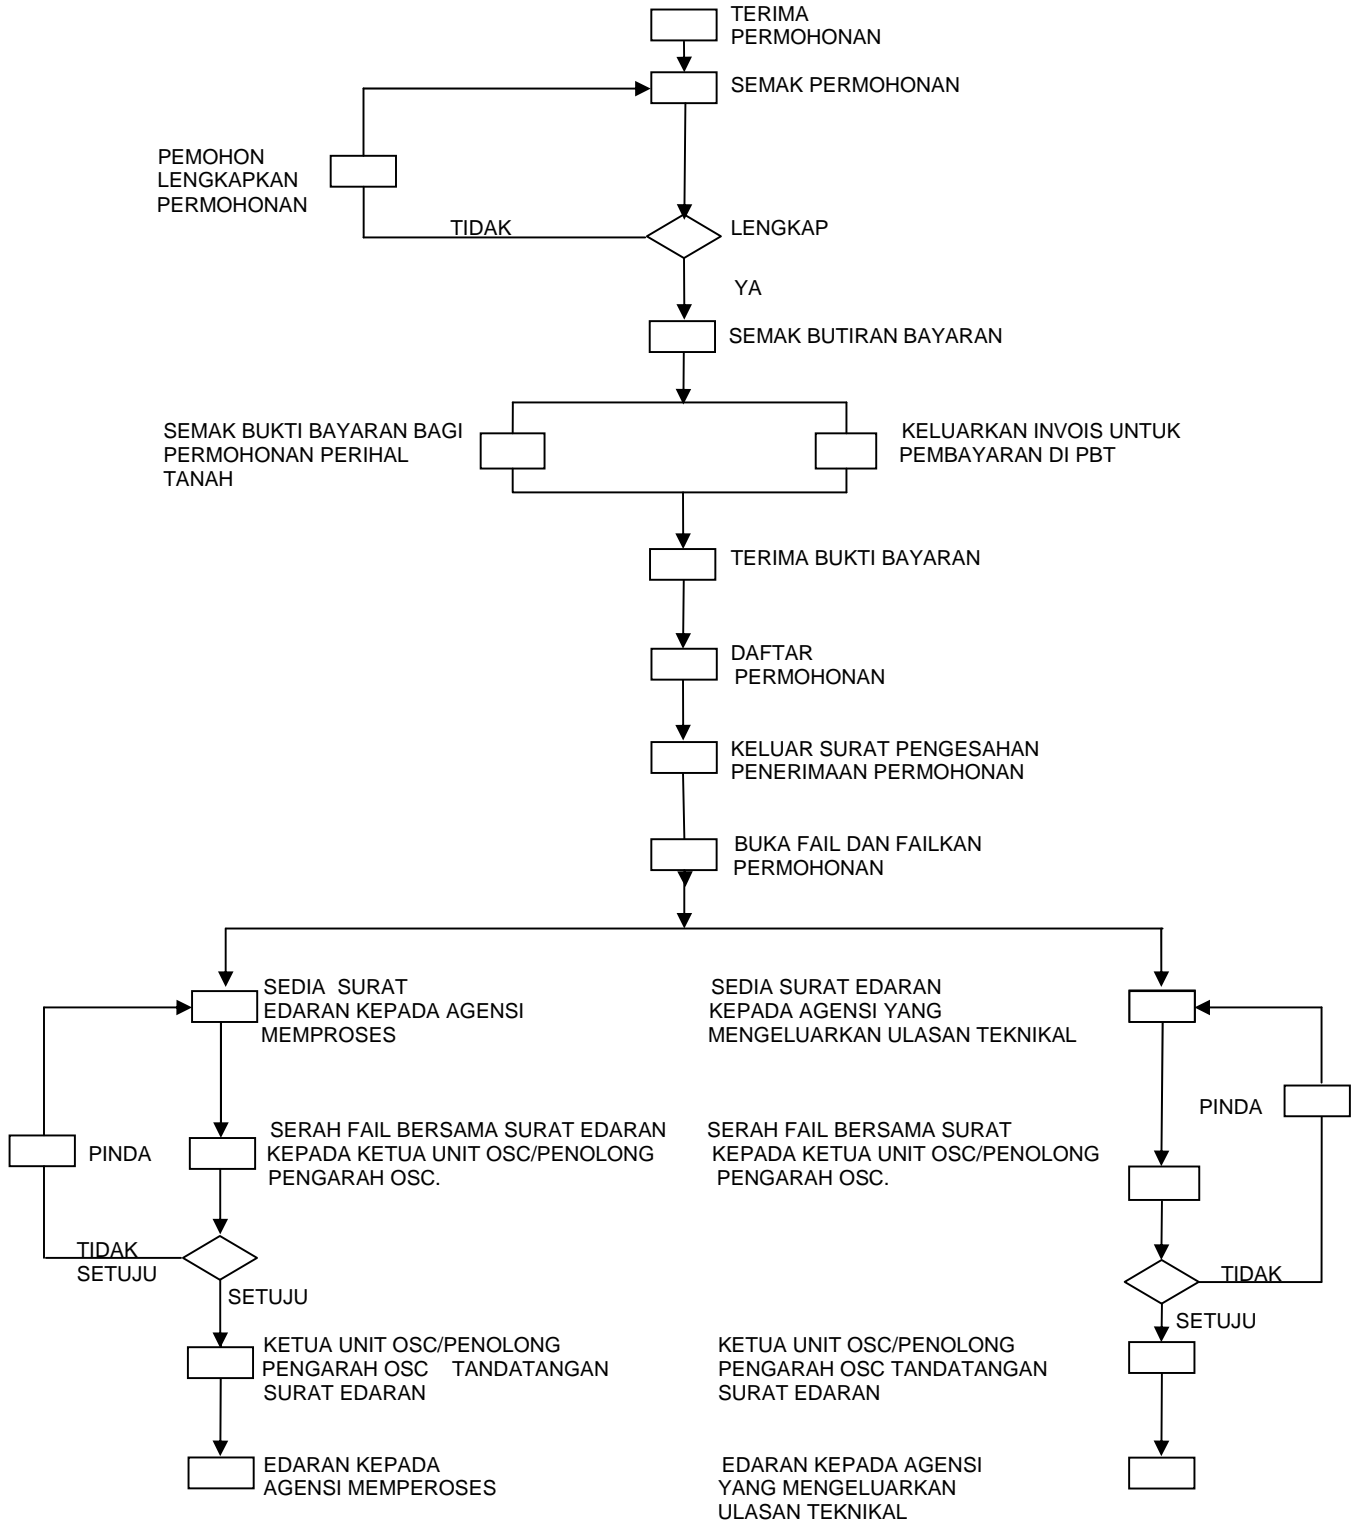 TERIMA
PERMOHONAN
SEMAK PERMOHONAN
PEMOHON
LENGKAPKAN
PERMOHONAN
TIDAK
LENGKAP
YA
SEMAK BUTIRAN BAYARAN
SEMAK BUKTI BAYARAN BAGI
PERMOHONAN PERIHAL
TANAH
KELUARKAN INVOIS UNTUK
PEMBAYARAN DI PBT
TERIMA BUKTI BAYARAN
DAFTAR
PERMOHONAN
KELUAR SURAT PENGESAHAN
PENERIMAAN PERMOHONAN
BUKA FAIL DAN FAILKAN
PERMOHONAN
SEDIA SURAT
EDARAN KEPADA AGENSI
MEMPROSES
SEDIA SURAT EDARAN
KEPADA AGENSI YANG
MENGELUARKAN ULASAN TEKNIKAL
PINDA
SERAH FAIL BERSAMA SURAT EDARAN
KEPADA KETUA UNIT OSC/PENOLONG
PENGARAH OSC.
SERAH FAIL BERSAMA SURAT
KEPADA KETUA UNIT OSC/PENOLONG
PENGARAH OSC.
PINDA
TIDAK
SETUJU
SETUJU
TIDAK
SETUJU
KETUA UNIT OSC/PENOLONG
PENGARAH OSC TANDATANGAN
SURAT EDARAN
KETUA UNIT OSC/PENOLONG
PENGARAH OSC TANDATANGAN
SURAT EDARAN
EDARAN KEPADA
AGENSI MEMPEROSES
EDARAN KEPADA AGENSI
YANG MENGELUARKAN
ULASAN TEKNIKAL